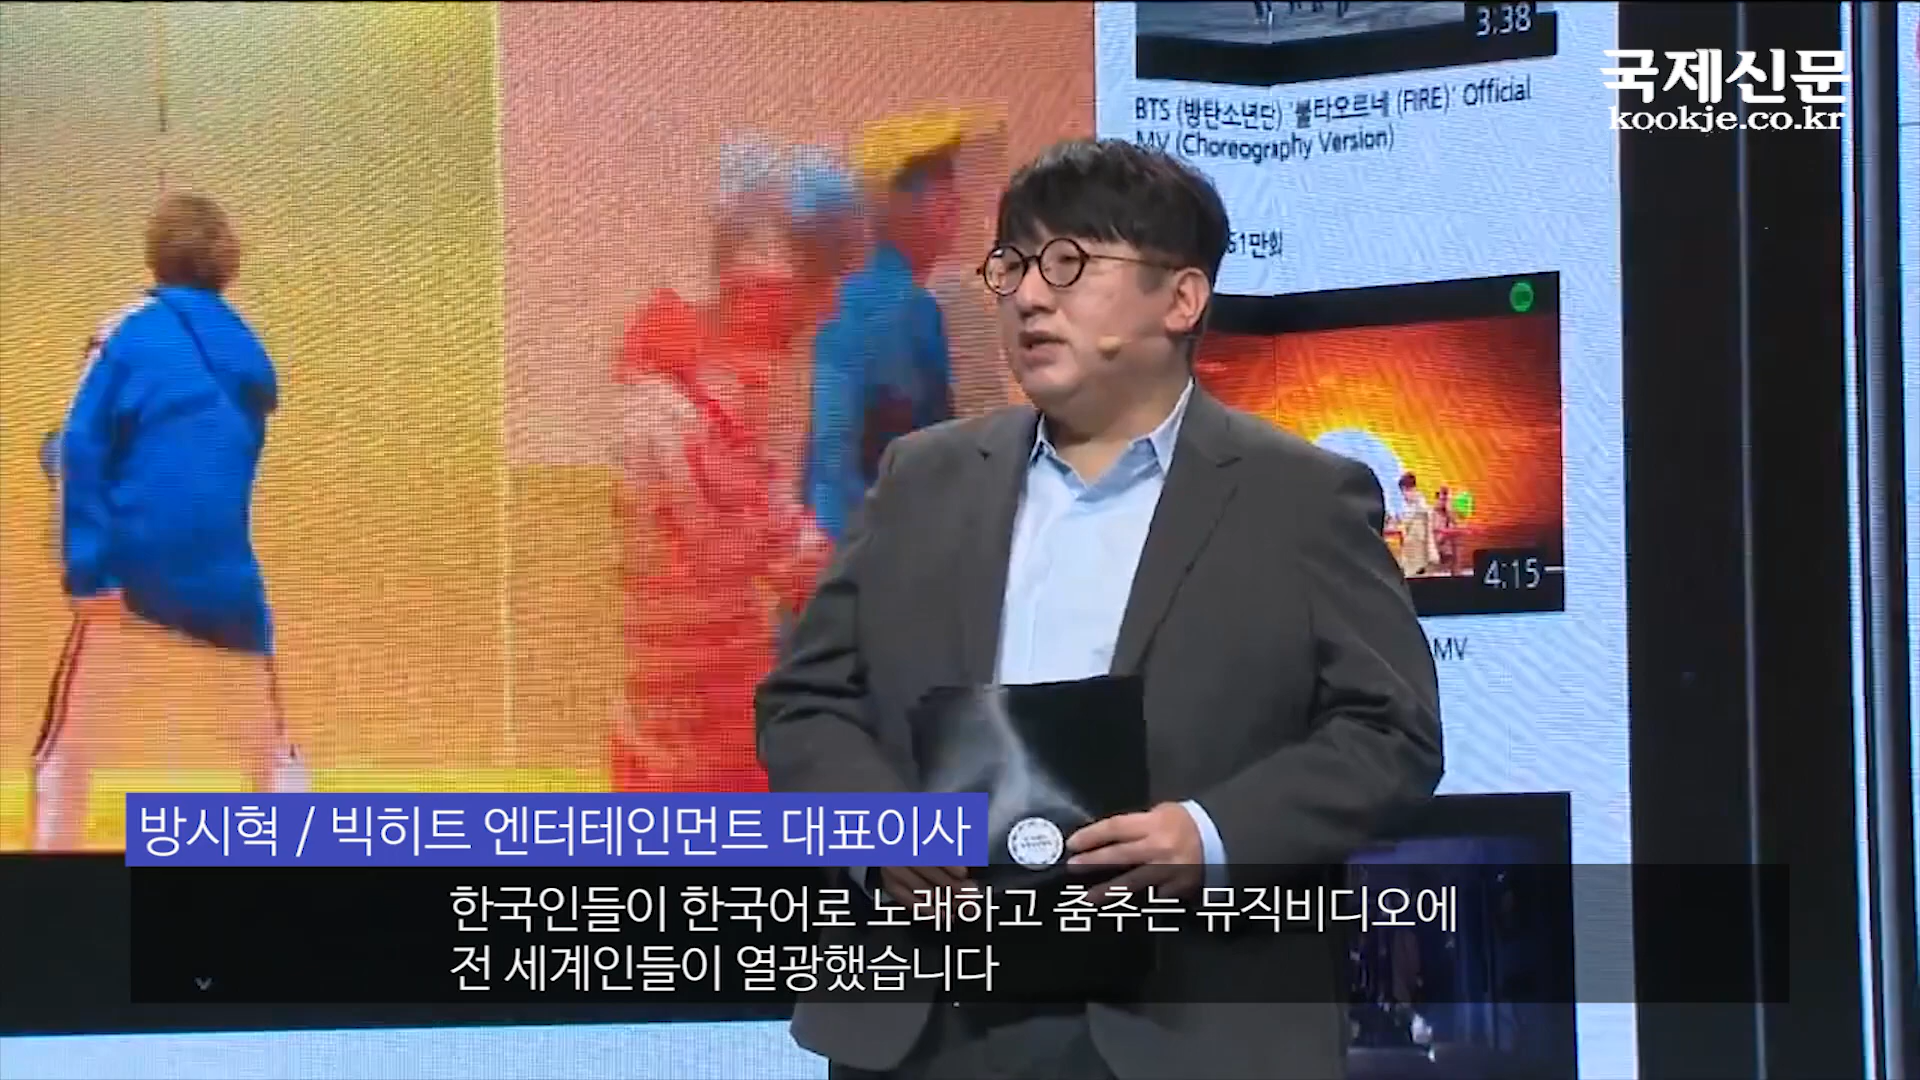 3:38
국제신문
kookje.co.kr
BTS (방탄소년단) '불타오르네 (FIRE)' Official
MV (Choreography Version)
51만회
4:15
MV
방시혁 / 빅히트 엔터테인먼트 대표이사
한국인들이 한국어로 노래하고 춤추는 뮤직비디오에
전 세계인들이 열광했습니다